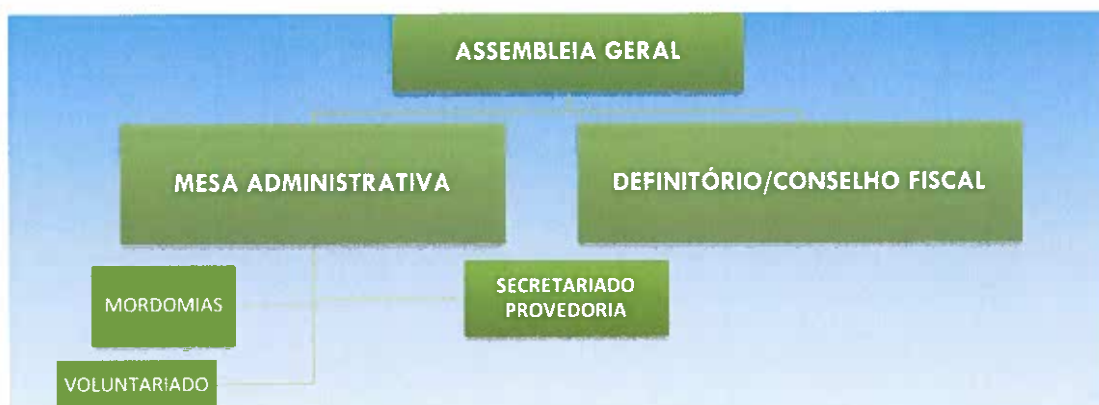 ASSEMBLEIA GERAL
MESA ADMINISTRATIVA
DEFINITÓRIO/CONSELHO FISCAL
MORDOMIAS
SECRETARIADO
PROVEDORIA
VOLUNTARIADO